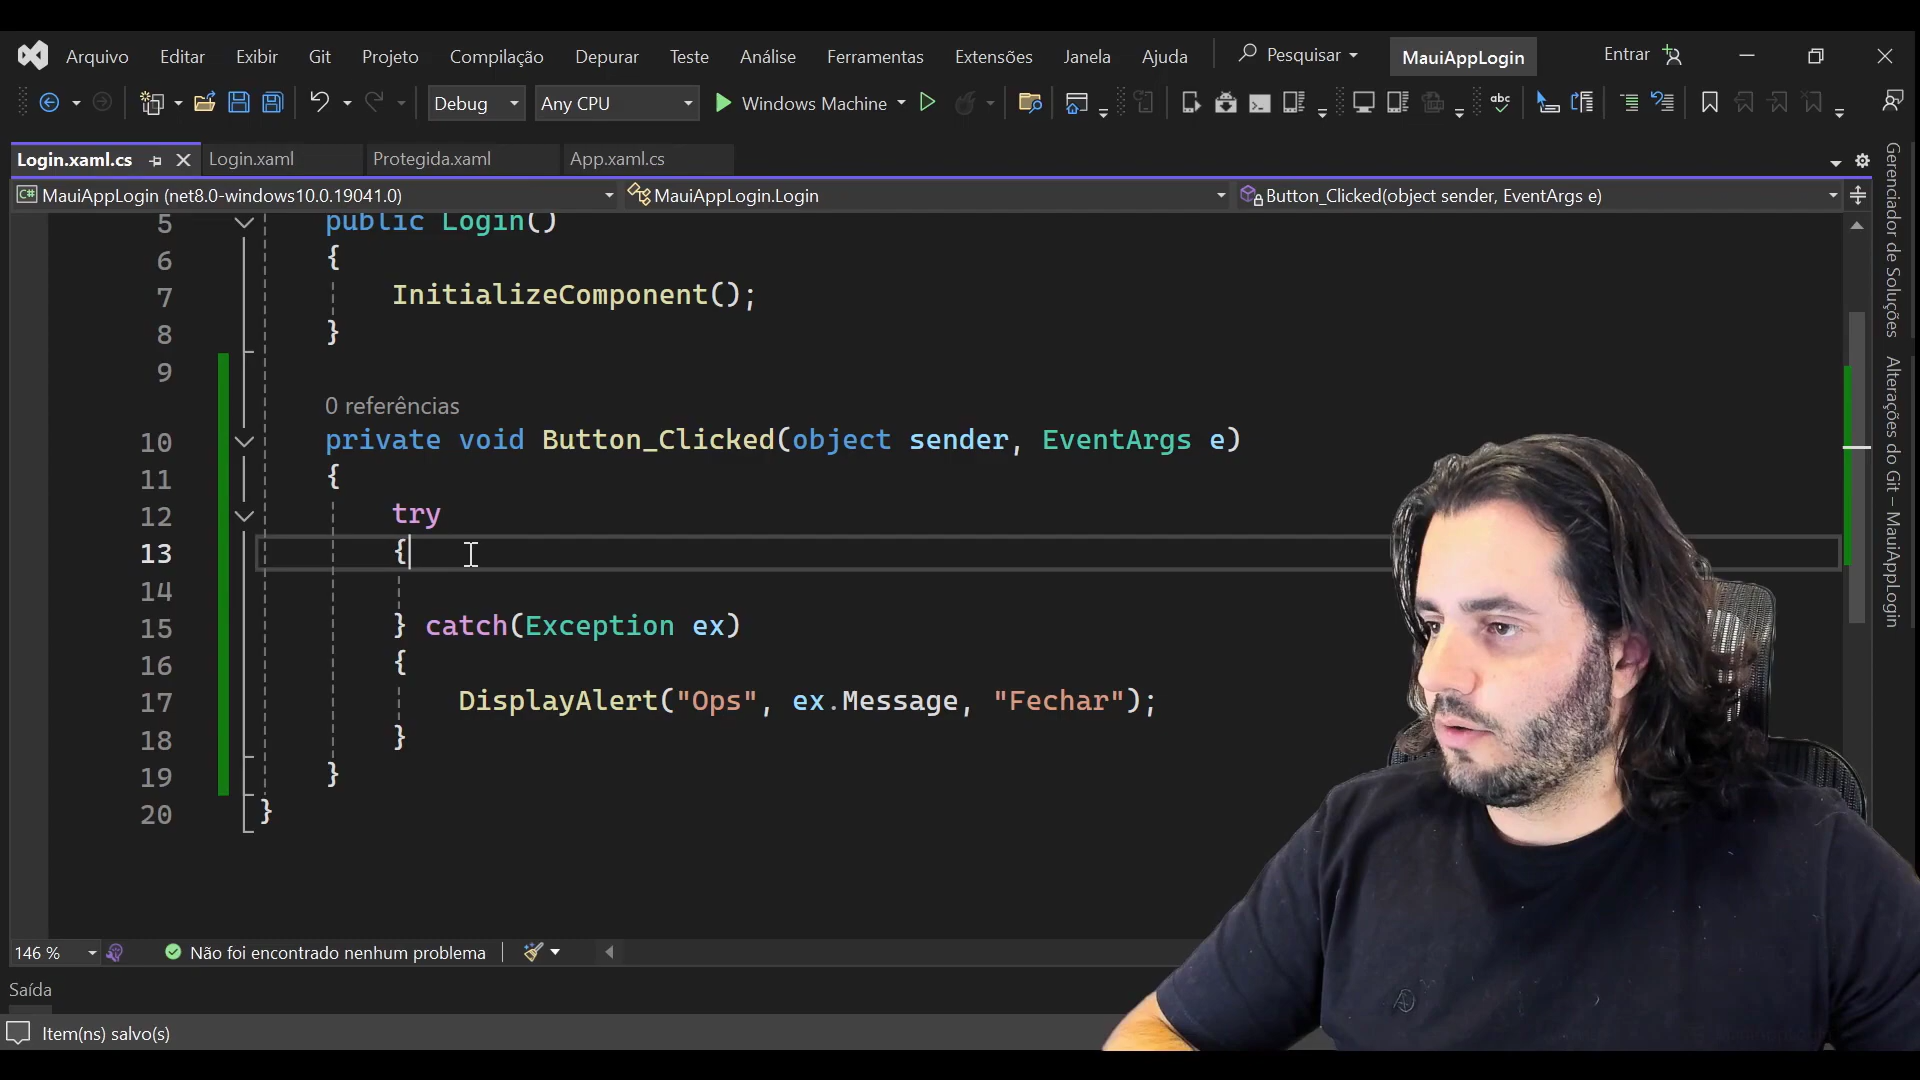 Arquivo Editar Exibir Git Projeto Compilação Depurar Teste Análise Ferramentas Extensões Janela Ajuda Pesquisar MauiAppLogin Entrar
Debug Any CPU Windows Machine abc
Login.xaml.cs Login.xaml Protegida.xaml App.xaml.cs
C# MauiAppLogin (net8.0-windows10.0.19041.0) MauiAppLogin.Login Button_Clicked(object sender, EventArgs e)
5 public Login()
6 {
7 InitializeComponent();
8 }
9
0 referências
10 private void Button_Clicked(object sender, EventArgs e)
11 {
12 try
13 {
14
15 } catch(Exception ex)
16 {
17 DisplayAlert("Ops", ex.Message, "Fechar");
18 }
19 }
20 }
146 % Não foi encontrado nenhum problema
Saída
Item(ns) salvo(s)
Gerenciador de Soluções
Alterações do Git – MauiAppLogin